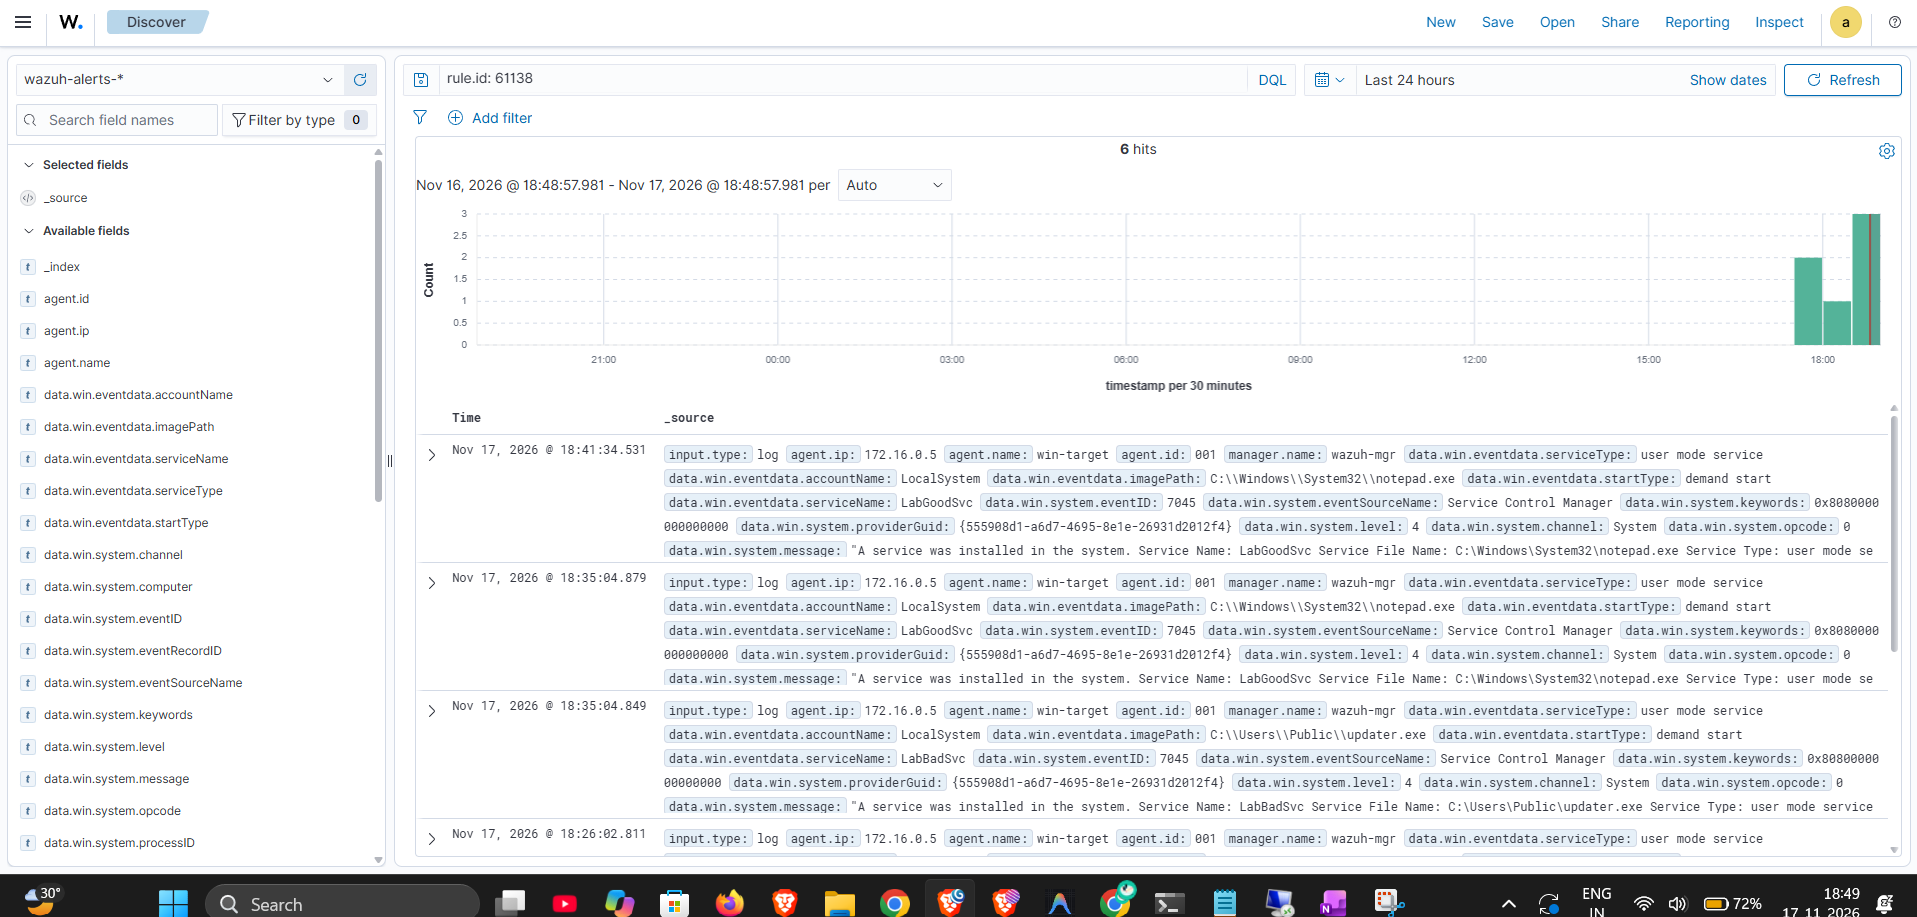 W. Discover New Save Open Share Reporting Inspect a
wazuh-alerts-*
Search field names Filter by type 0
Selected fields
_source
Available fields
t _index
t agent.id
t agent.ip
t agent.name
t data.win.eventdata.accountName
t data.win.eventdata.imagePath
t data.win.eventdata.serviceName
t data.win.eventdata.serviceType
t data.win.eventdata.startType
t data.win.system.channel
t data.win.system.computer
t data.win.system.eventID
t data.win.system.eventRecordID
t data.win.system.eventSourceName
t data.win.system.keywords
t data.win.system.level
t data.win.system.message
t data.win.system.opcode
t data.win.system.processID
rule.id: 61138 DQL Last 24 hours Show dates Refresh
Add filter
6 hits
Nov 16, 2026 @ 18:48:57.981 - Nov 17, 2026 @ 18:48:57.981 per Auto
Count
3
2.5
2
1.5
1
0.5
0
21:00 00:00 03:00 06:00 09:00 12:00 15:00 18:00
timestamp per 30 minutes
Time _source
Nov 17, 2026 @ 18:41:34.531 input.type: log agent.ip: 172.16.0.5 agent.name: win-target agent.id: 001 manager.name: wazuh-mgr data.win.eventdata.serviceType: user mode service
data.win.eventdata.accountName: LocalSystem data.win.eventdata.imagePath: C:\\Windows\\System32\\notepad.exe data.win.eventdata.startType: demand start
data.win.eventdata.serviceName: LabGoodSvc data.win.system.eventID: 7045 data.win.system.eventSourceName: Service Control Manager data.win.system.keywords: 0x8080000
000000000 data.win.system.providerGuid: {555908d1-a6d7-4695-8e1e-26931d2012f4} data.win.system.level: 4 data.win.system.channel: System data.win.system.opcode: 0
data.win.system.message: "A service was installed in the system. Service Name: LabGoodSvc Service File Name: C:\Windows\System32\notepad.exe Service Type: user mode se
Nov 17, 2026 @ 18:35:04.879 input.type: log agent.ip: 172.16.0.5 agent.name: win-target agent.id: 001 manager.name: wazuh-mgr data.win.eventdata.serviceType: user mode service
data.win.eventdata.accountName: LocalSystem data.win.eventdata.imagePath: C:\\Windows\\System32\\notepad.exe data.win.eventdata.startType: demand start
data.win.eventdata.serviceName: LabGoodSvc data.win.system.eventID: 7045 data.win.system.eventSourceName: Service Control Manager data.win.system.keywords: 0x8080000
000000000 data.win.system.providerGuid: {555908d1-a6d7-4695-8e1e-26931d2012f4} data.win.system.level: 4 data.win.system.channel: System data.win.system.opcode: 0
data.win.system.message: "A service was installed in the system. Service Name: LabGoodSvc Service File Name: C:\Windows\System32\notepad.exe Service Type: user mode se
Nov 17, 2026 @ 18:35:04.849 input.type: log agent.ip: 172.16.0.5 agent.name: win-target agent.id: 001 manager.name: wazuh-mgr data.win.eventdata.serviceType: user mode service
data.win.eventdata.accountName: LocalSystem data.win.eventdata.imagePath: C:\\Users\\Public\\updater.exe data.win.eventdata.startType: demand start
data.win.eventdata.serviceName: LabBadSvc data.win.system.eventID: 7045 data.win.system.eventSourceName: Service Control Manager data.win.system.keywords: 0x80800000
00000000 data.win.system.providerGuid: {555908d1-a6d7-4695-8e1e-26931d2012f4} data.win.system.level: 4 data.win.system.channel: System data.win.system.opcode: 0
data.win.system.message: "A service was installed in the system. Service Name: LabBadSvc Service File Name: C:\Users\Public\updater.exe Service Type: user mode service
Nov 17, 2026 @ 18:26:02.811 input.type: log agent.ip: 172.16.0.5 agent.name: win-target agent.id: 001 manager.name: wazuh-mgr data.win.eventdata.serviceType: user mode service
30° Search ENG 72% 18:49
IN 17.11.2026